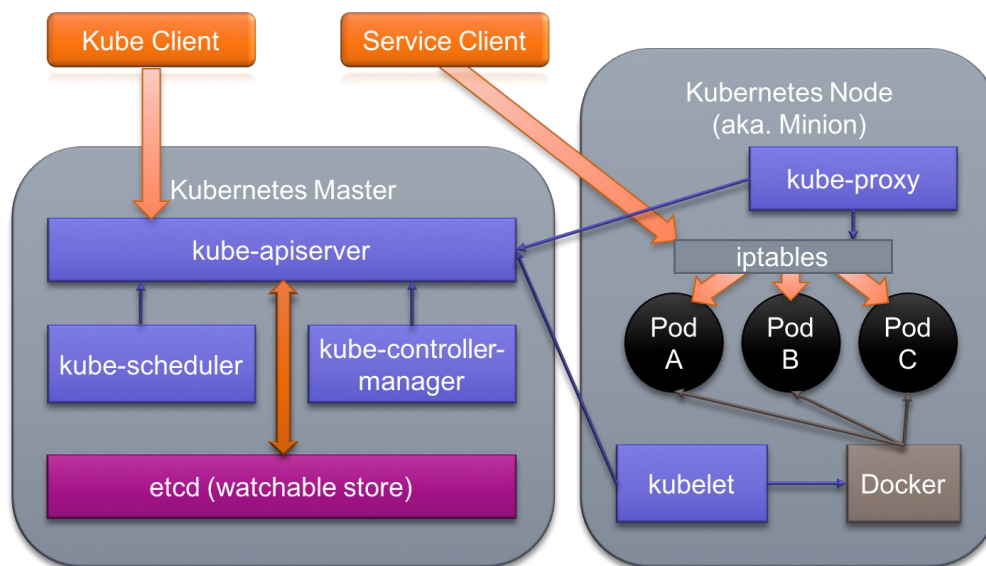 Kube Client
Service Client
Kubernetes Node
(aka. Minion)
kube-proxy
Kubernetes Master
kube-apiserver
iptables
Pod
A
Pod
B
Pod
C
kube-scheduler
kube-controller-
manager
etcd (watchable store)
kubelet
Docker